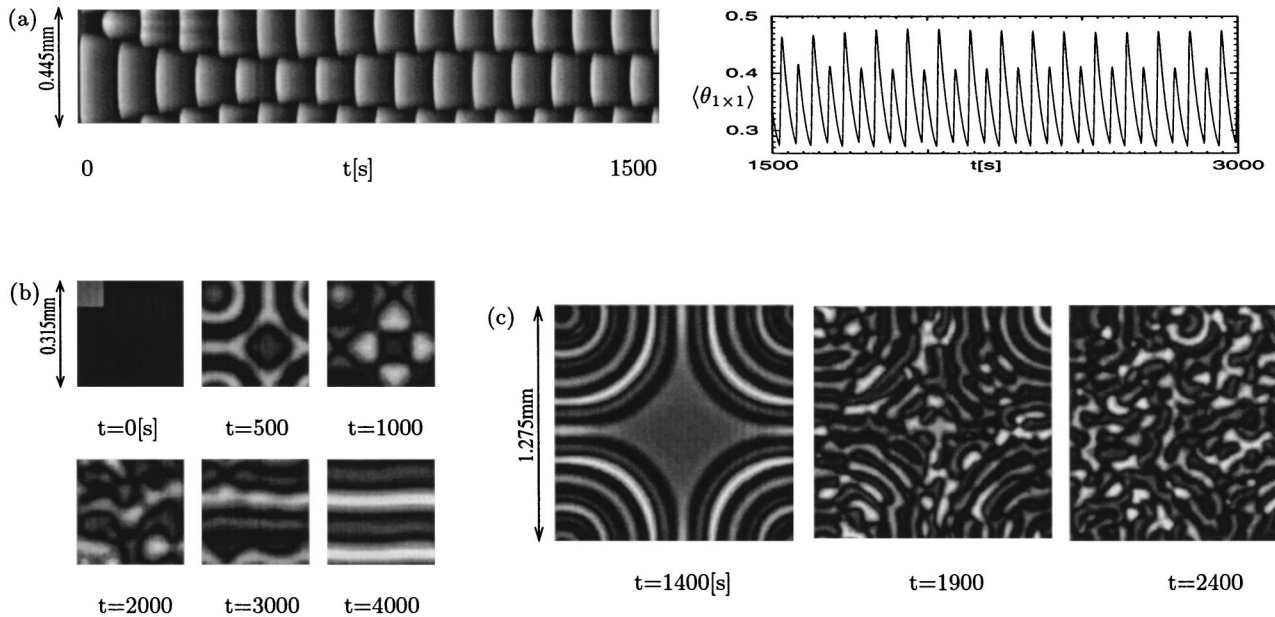 (a)
0.445mm
0 t[s] 1500
0.5
0.4
⟨θ1×1⟩
0.3
1500 t[s] 3000
(b)
0.315mm
t=0[s] t=500 t=1000
t=2000 t=3000 t=4000
(c)
1.275mm
t=1400[s] t=1900 t=2400